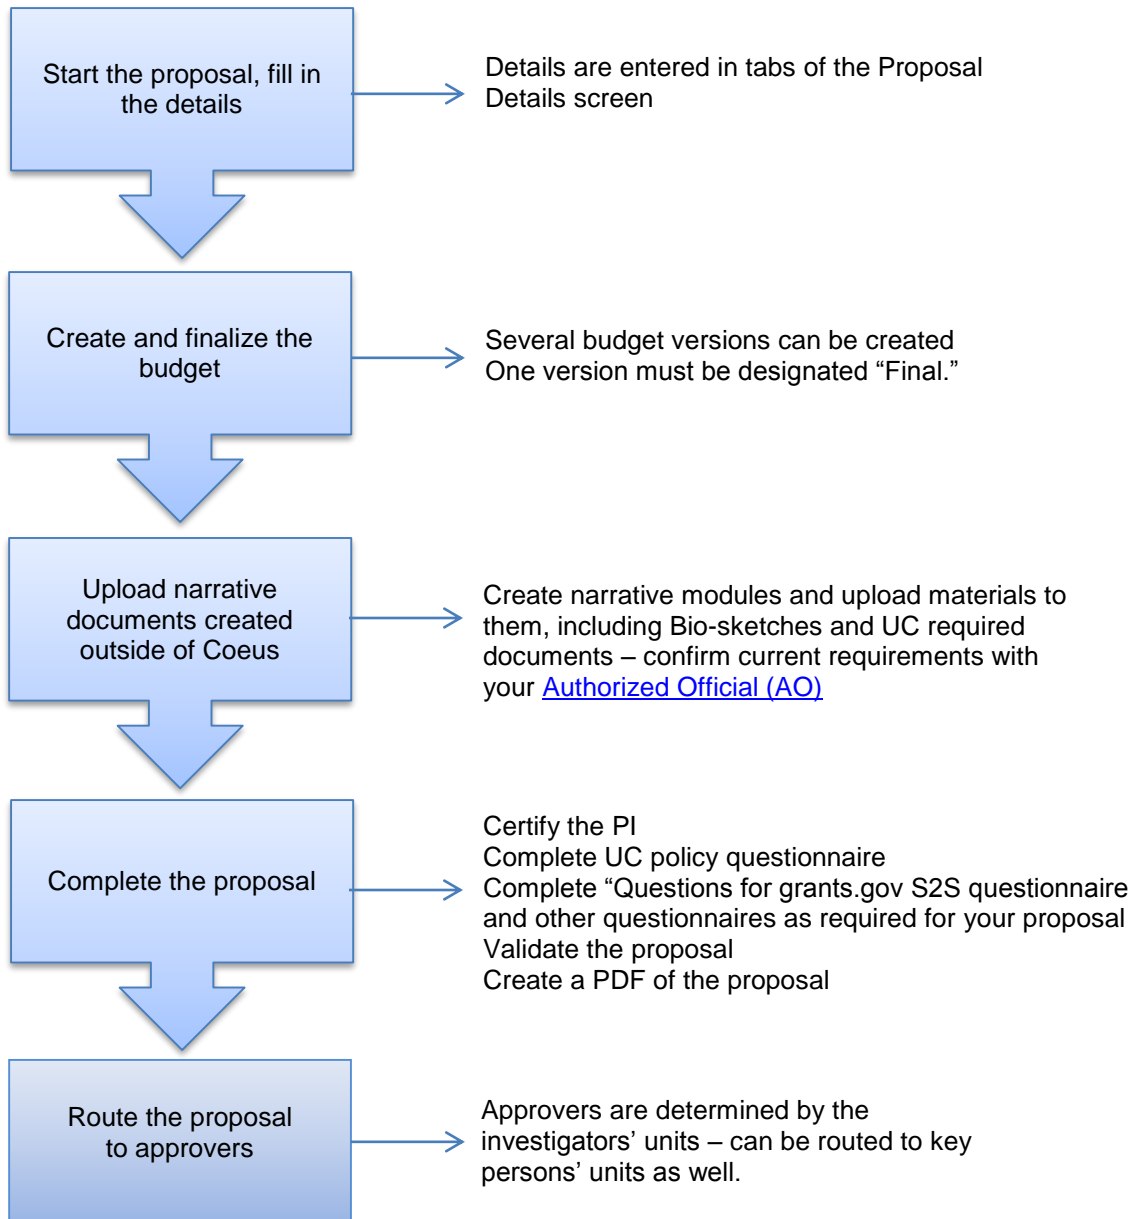 Start the proposal, fill in
the details
Details are entered in tabs of the Proposal
Details screen
Create and finalize the
budget
Several budget versions can be created
One version must be designated “Final.”
Upload narrative
documents created
outside of Coeus
Create narrative modules and upload materials to
them, including Bio-sketches and UC required
documents – confirm current requirements with
your Authorized Official (AO)
Complete the proposal
Certify the PI
Complete UC policy questionnaire
Complete “Questions for grants.gov S2S questionnaire
and other questionnaires as required for your proposal
Validate the proposal
Create a PDF of the proposal
Route the proposal
to approvers
Approvers are determined by the
investigators’ units – can be routed to key
persons’ units as well.